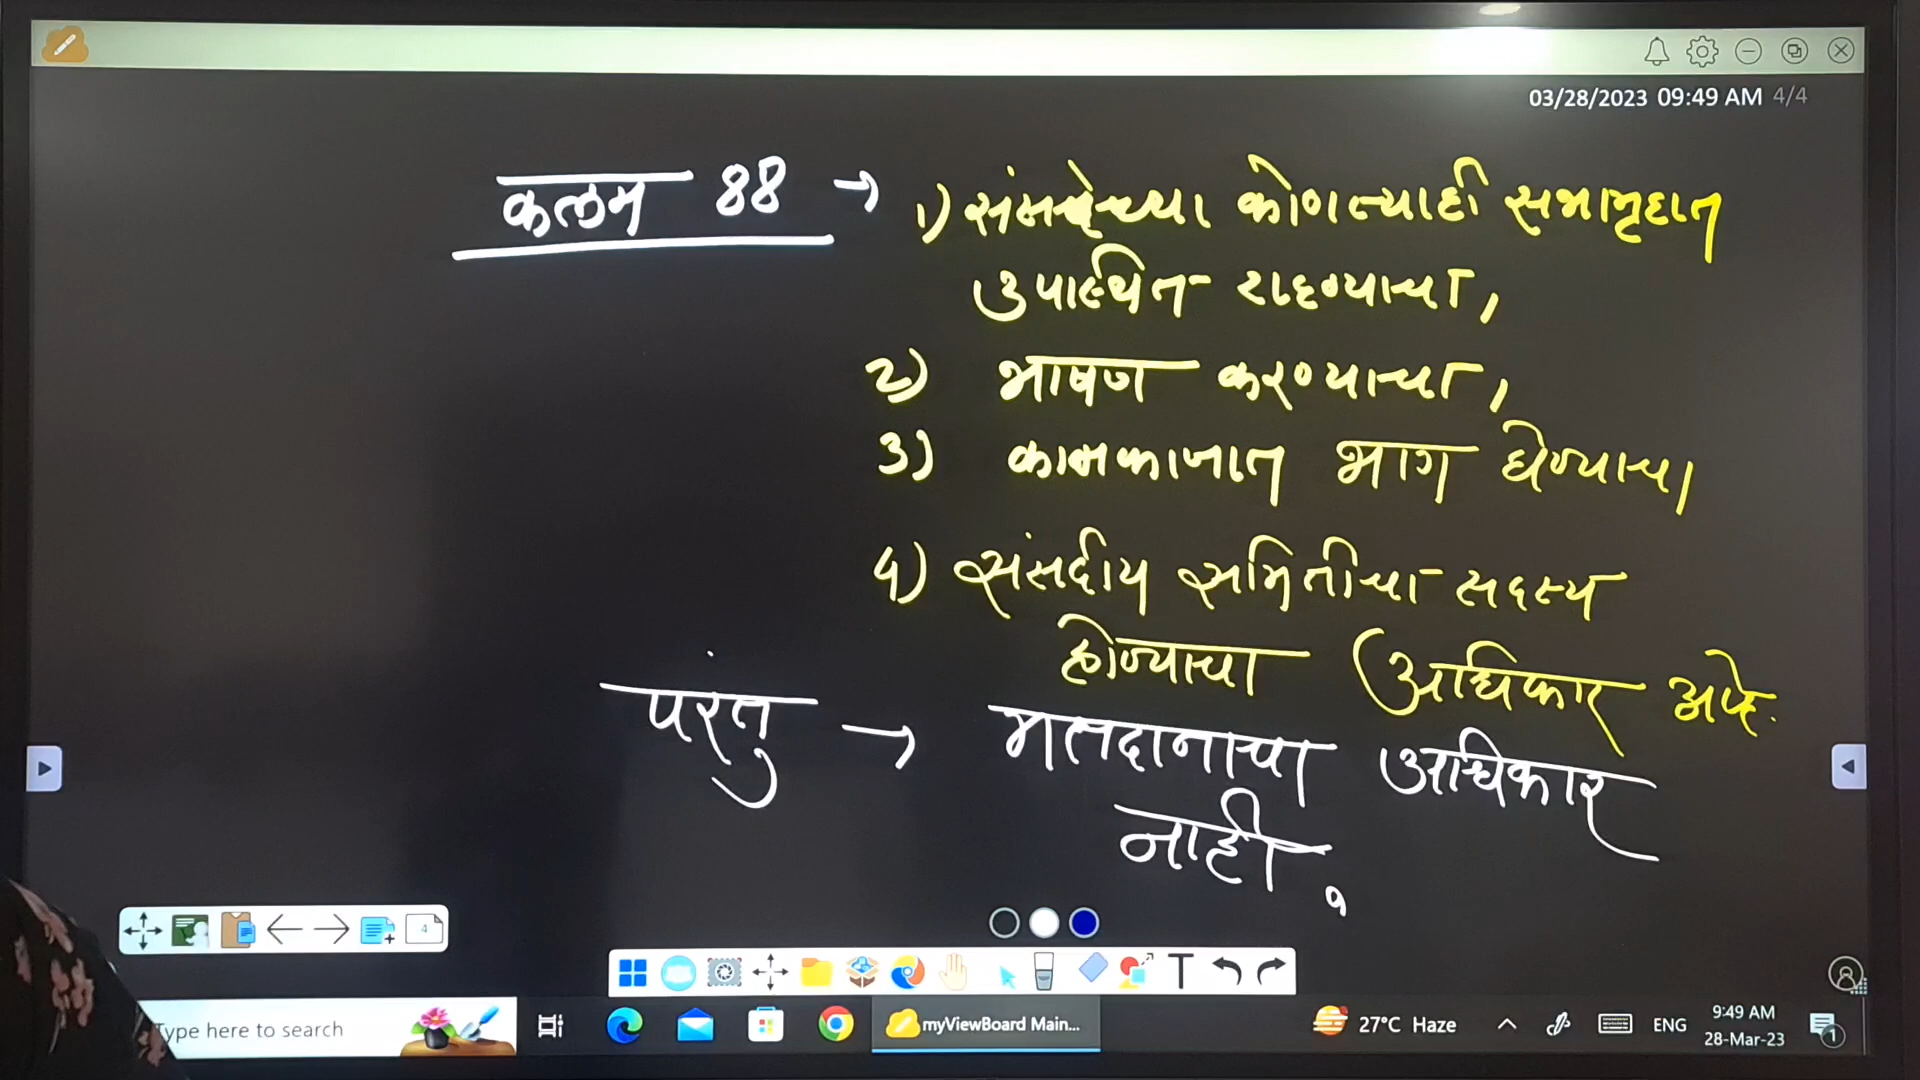 03/28/2023 09:49 AM 4/4
कलम 88 → 1) संसदेच्या कोणत्याही सभागृहात
उपस्थित राहण्याचा,
2) भाषण करण्याचा,
3) कामकाजात भाग घेण्याचा
4) संसदीय समितीचा सदस्य
होण्याचा अधिकार आहे.
परंतु → मतदानाचा अधिकार
नाही.
4
T
Type here to search
myViewBoard Main...
27°C Haze
ENG
9:49 AM
28-Mar-23
1